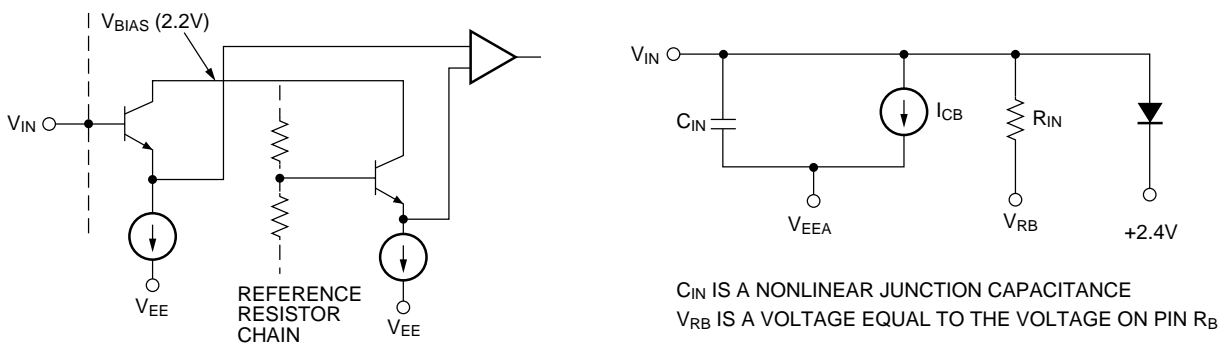 VBIAS (2.2V)
VIN
VEE
REFERENCE
RESISTOR
CHAIN
VEE
VIN
CIN
ICB
RIN
VEEA
VRB
+2.4V
CIN IS A NONLINEAR JUNCTION CAPACITANCE
VRB IS A VOLTAGE EQUAL TO THE VOLTAGE ON PIN RB